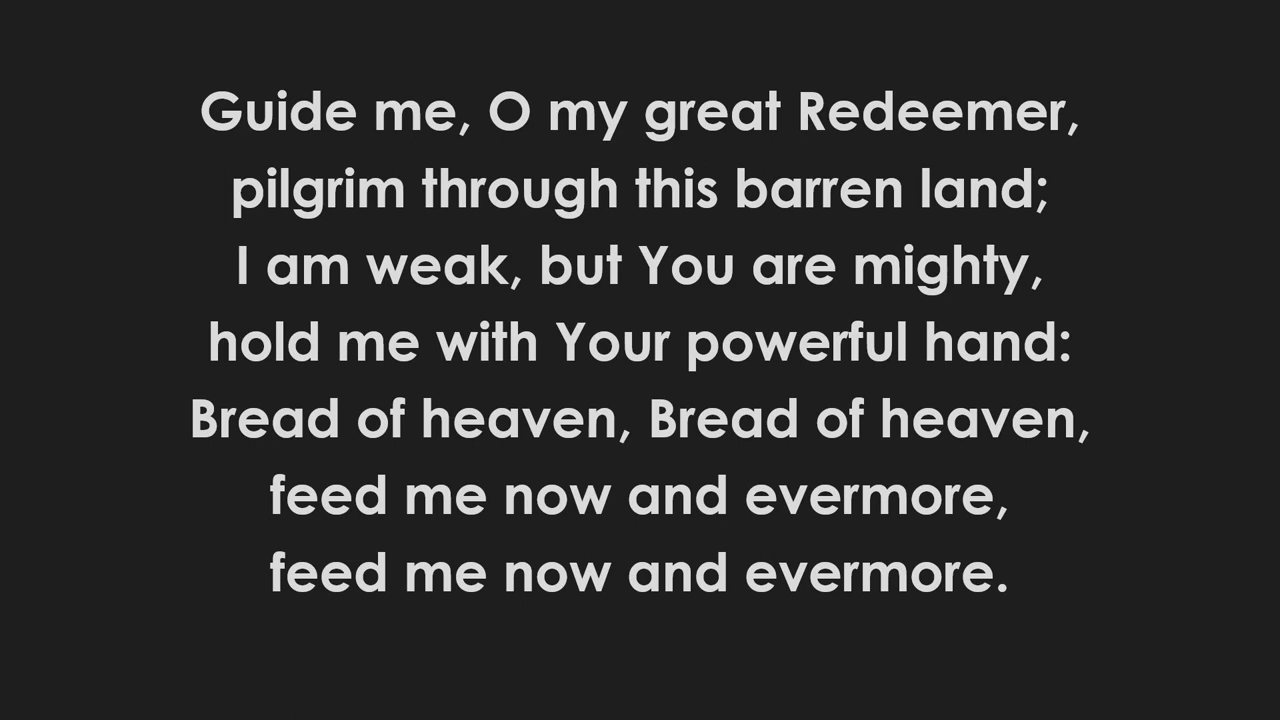 Guide me, O my great Redeemer,
pilgrim through this barren land;
I am weak, but You are mighty,
hold me with Your powerful hand:
Bread of heaven, Bread of heaven,
feed me now and evermore,
feed me now and evermore.